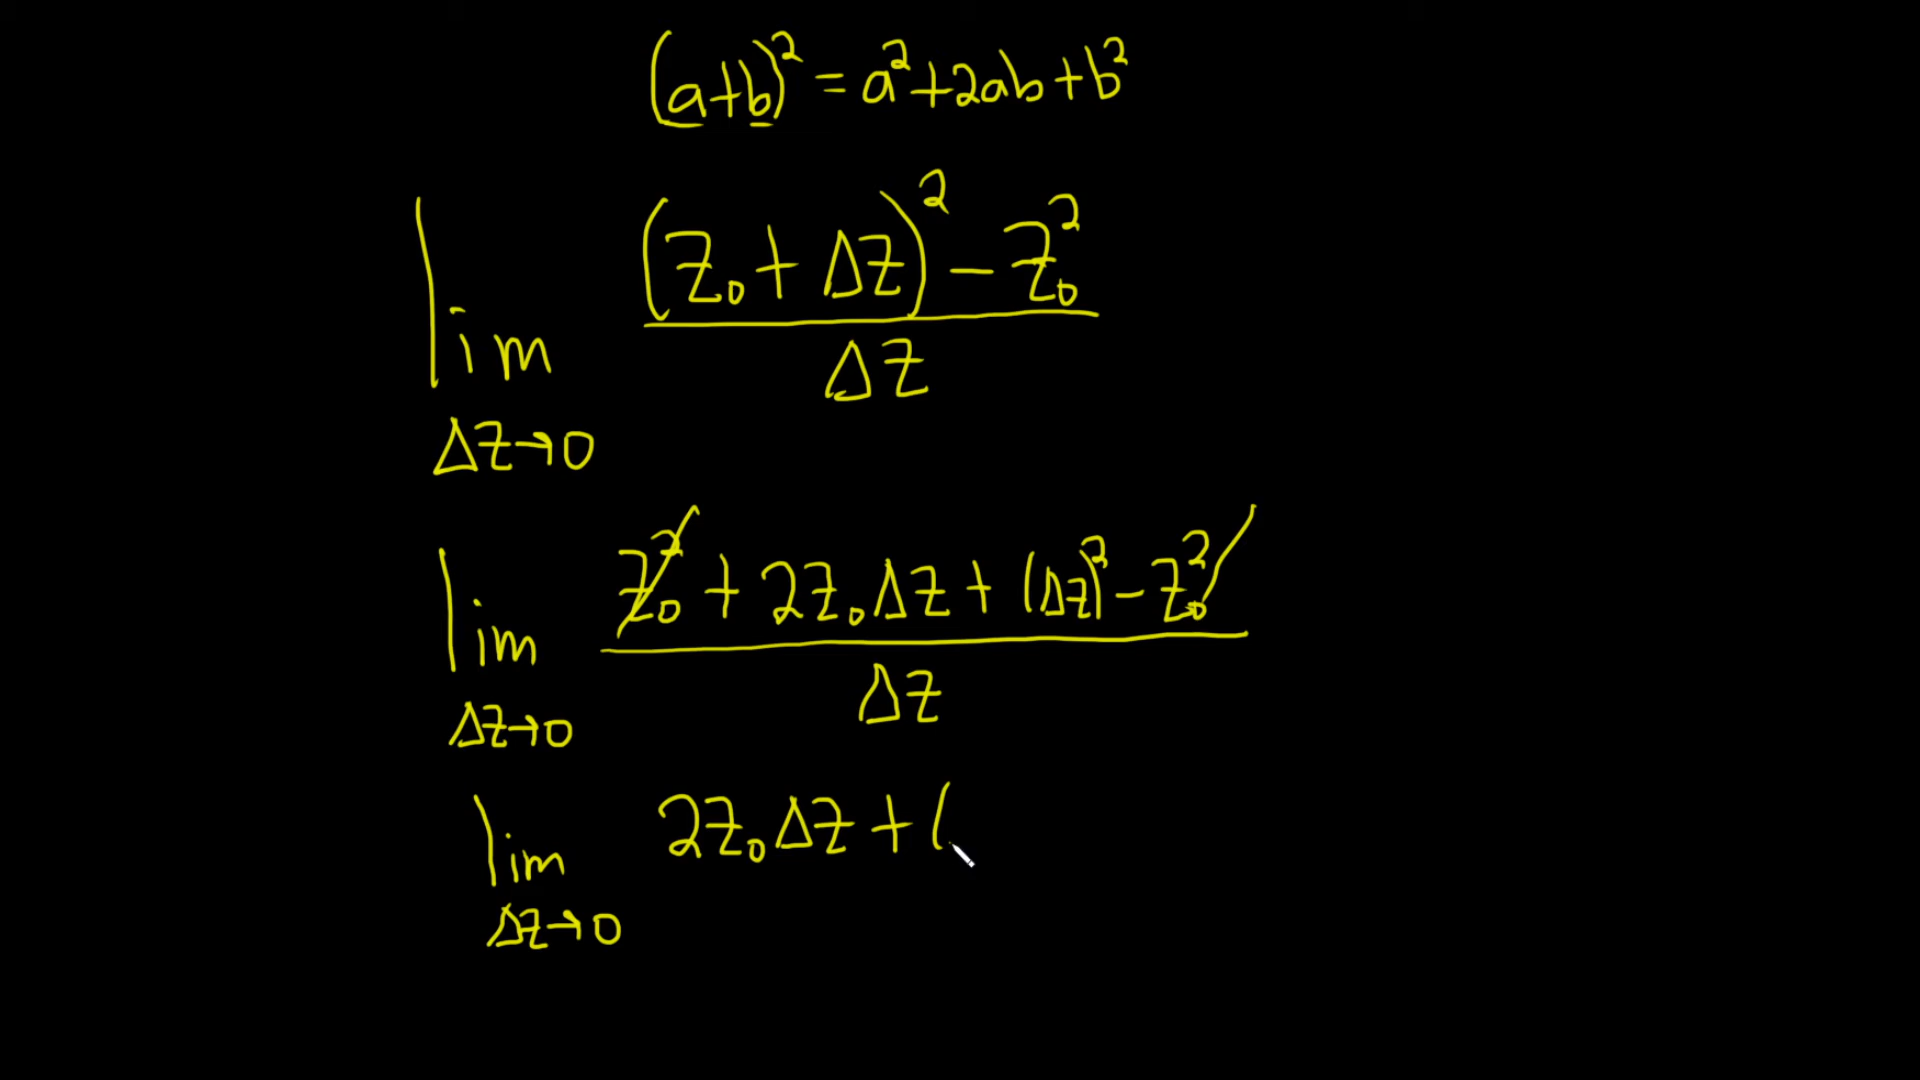 (a+b)² = a²+2ab+b²
lim Δz→0 ((z₀ + Δz)² − z₀²) / Δz
lim Δz→0 (z₀² + 2z₀Δz + (Δz)² − z₀²) / Δz
lim Δz→0 2z₀Δz + (